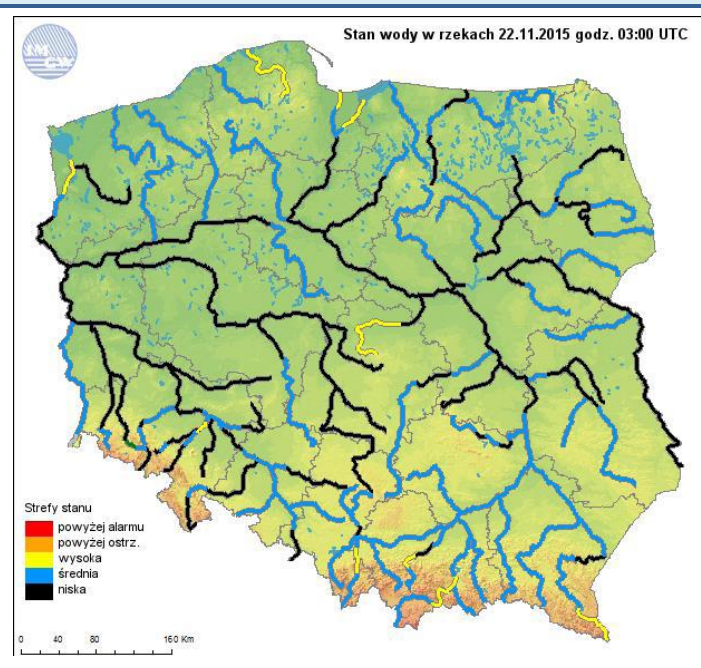 IMGW
Stan wody w rzekach 22.11.2015 godz. 03:00 UTC
Strefy stanu
powyżej alarmu
powyżej ostrz.
wysoka
średnia
niska
0 40 80 160 Km